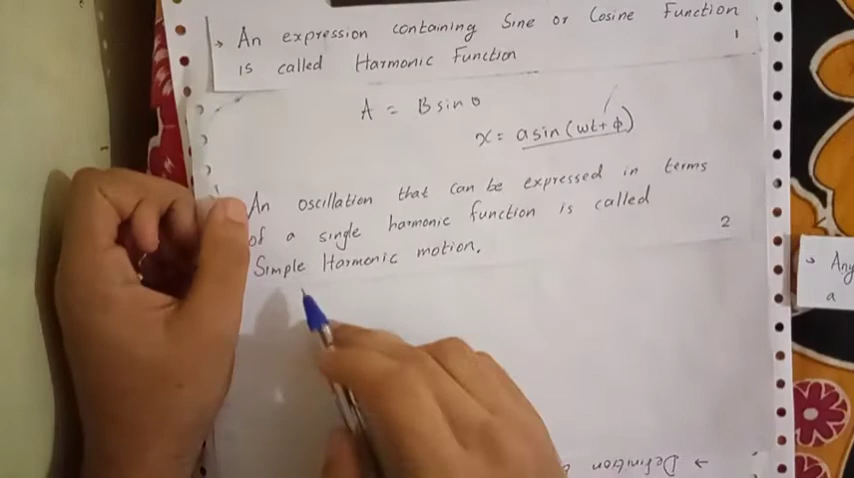 → An expression containing Sine or Cosine Function
is called Harmonic Function
1
A = B sin θ
x = a sin (ωt + φ)
An oscillation that can be expressed in terms
of a single harmonic function is called
Simple Harmonic motion.
2
→ Any
a
→ Definition